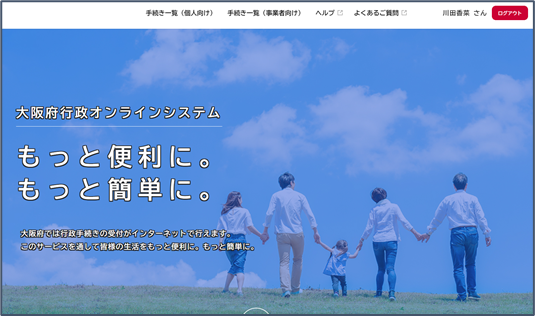 手続き一覧（個人向け） 手続き一覧（事業者向け） ヘルプ よくあるご質問 川田香菜 さん ログアウト
大阪府行政オンラインシステム
もっと便利に。
もっと簡単に。
大阪府では行政手続きの受付がインターネットで行えます。
このサービスを通して皆様の生活をもっと便利に。もっと簡単に。